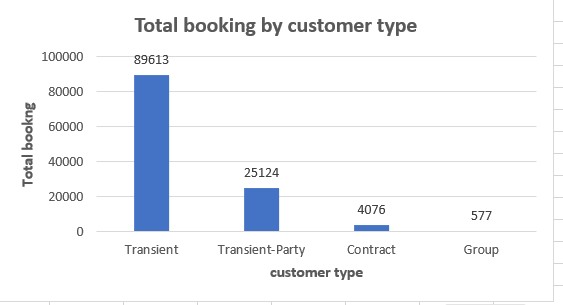 Total booking by customer type
100000
80000
60000
40000
20000
0
Total bookng
89613
25124
4076
577
Transient
Transient-Party
Contract
Group
customer type